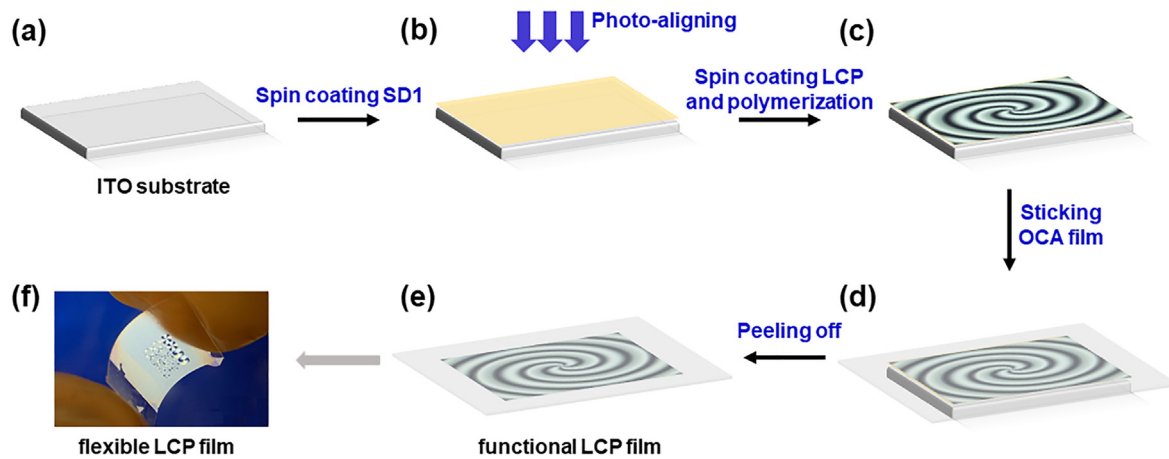 (a)
Spin coating SD1
ITO substrate
(b)
Photo-aligning
Spin coating LCP
and polymerization
(c)
Sticking
OCA film
(d)
Peeling off
(e)
functional LCP film
(f)
flexible LCP film